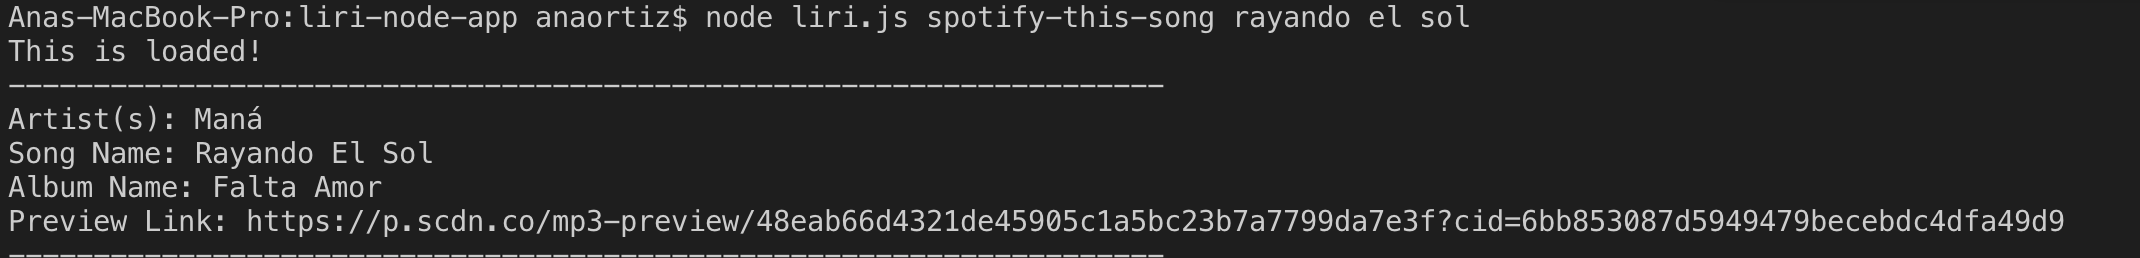 Anas-MacBook-Pro:liri-node-app anaortiz$ node liri.js spotify-this-song rayando el sol
This is loaded!
--------------------------------------------------------------------
Artist(s): Maná
Song Name: Rayando El Sol
Album Name: Falta Amor
Preview Link: https://p.scdn.co/mp3-preview/48eab66d4321de45905c1a5bc23b7a7799da7e3f?cid=6bb853087d5949479becebdc4dfa49d9
--------------------------------------------------------------------